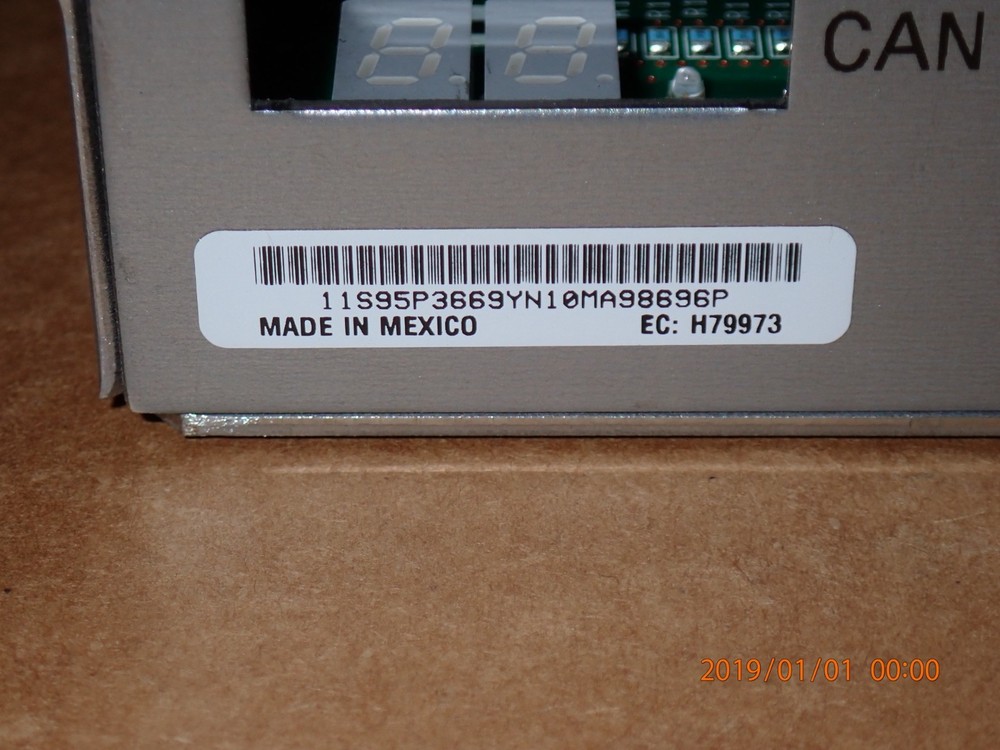 CAN
11S95P3669YN10MA98696P
MADE IN MEXICO EC: H79973
2019/01/01 00:00